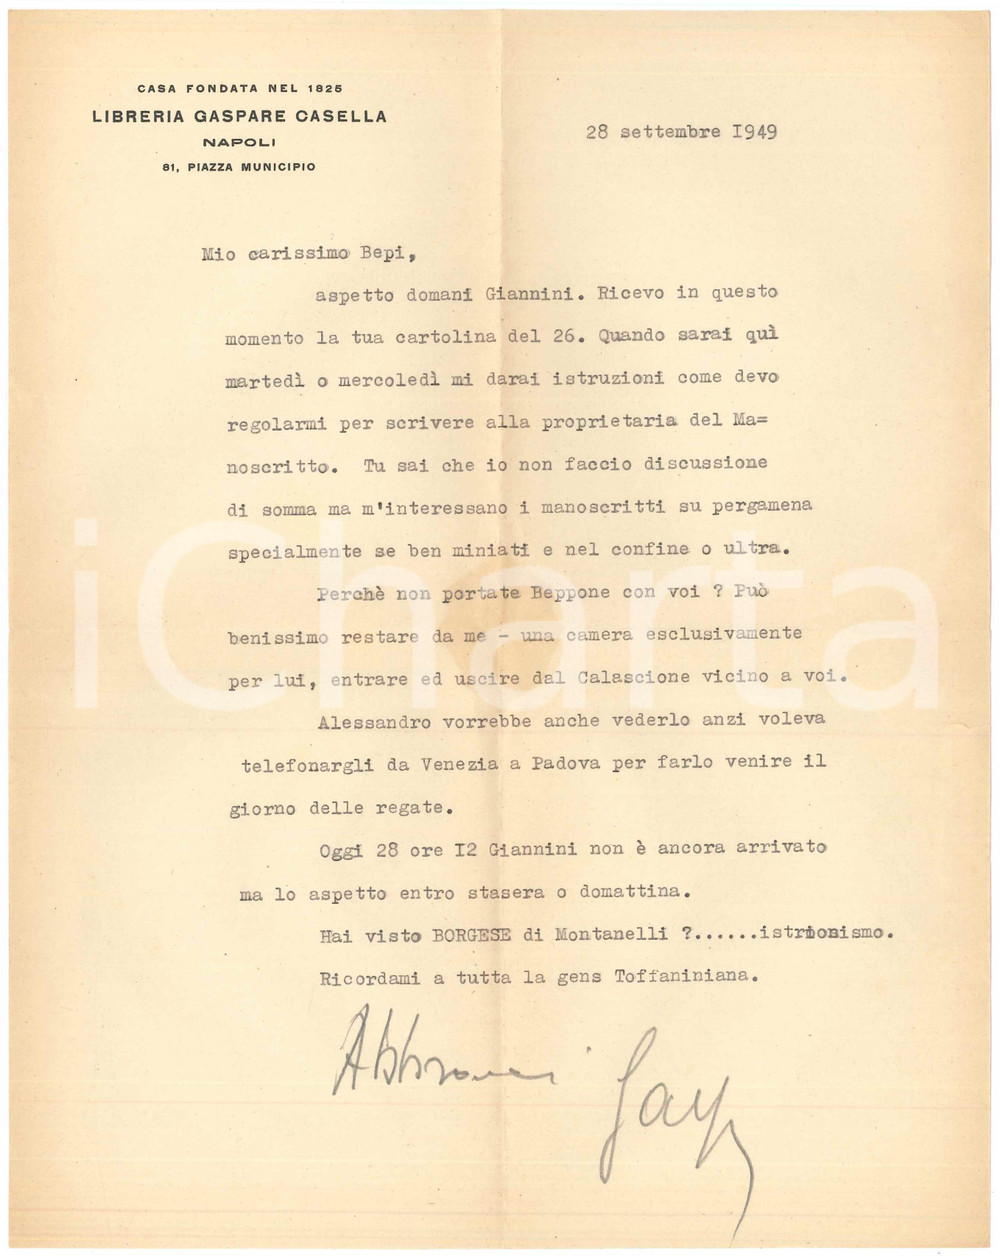 CASA FONDATA NEL 1825
LIBRERIA GASPARE CASELLA
NAPOLI
81, PIAZZA MUNICIPIO
28 settembre I949
Mio carissimo Bepi,
aspetto domani Giannini. Ricevo in questo
momento la tua cartolina del 26. Quando sarai quì
martedì o mercoledì mi darai istruzioni come devo
regolarmi per scrivere alla proprietaria del Ma=
noscritto. Tu sai che io non faccio discussione
di somma ma m'interessano i manoscritti su pergamena
specialmente se ben miniati e nel confine o ultra.
Perchè non portate Beppone con voi ? Può
benissimo restare da me - una camera esclusivamente
per lui, entrare ed uscire dal Calascione vicino a voi.
Alessandro vorrebbe anche vederlo anzi voleva
telefonargli da Venezia a Padova per farlo venire il
giorno delle regate.
Oggi 28 ore I2 Giannini non è ancora arrivato
ma lo aspetto entro stasera o domattina.
Hai visto BORGESE di Montanelli ?......istrionismo.
Ricordami a tutta la gens Toffaniniana.
iCharta